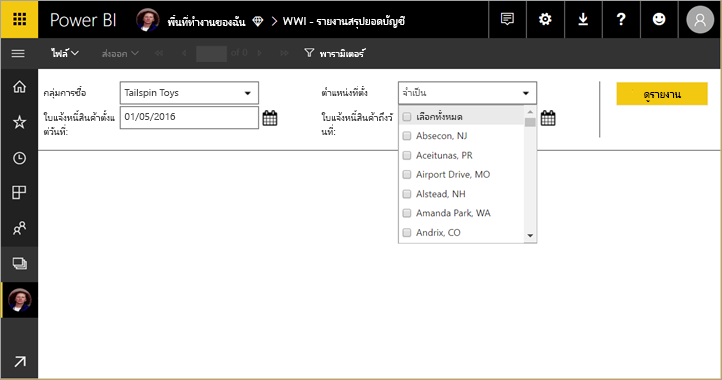 Power BI พื้นที่ทำงานของฉัน > WWI - รายงานสรุปยอดบัญชี
ไฟล์ ส่งออก of 0 พารามิเตอร์
กลุ่มการซื้อ Tailspin Toys ตำแหน่งที่ตั้ง จำเป็น ดูรายงาน
ใบแจ้งหนี้สินค้าตั้งแ
ต่วันที่: 01/05/2016 ใบแจ้งหนี้สินค้าถึงวั
นที่:
เลือกทั้งหมด
Absecon, NJ
Aceitunas, PR
Airport Drive, MO
Alstead, NH
Amanda Park, WA
Andrix, CO